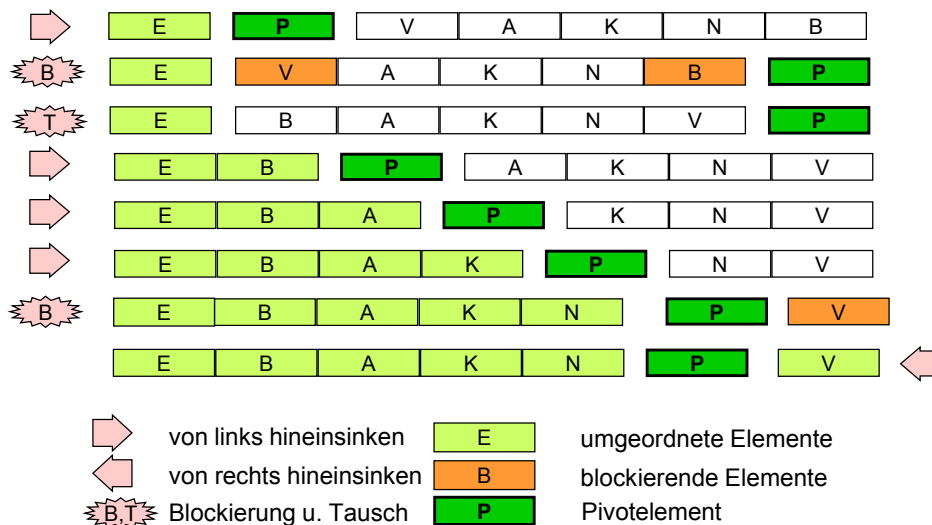 E P V A K N B
B E V A K N B P
T E B A K N V P
E B P A K N V
E B A P K N V
E B A K P N V
B E B A K N P V
E B A K N P V
von links hineinsinken E umgeordnete Elemente
von rechts hineinsinken B blockierende Elemente
B,T Blockierung u. Tausch P Pivotelement